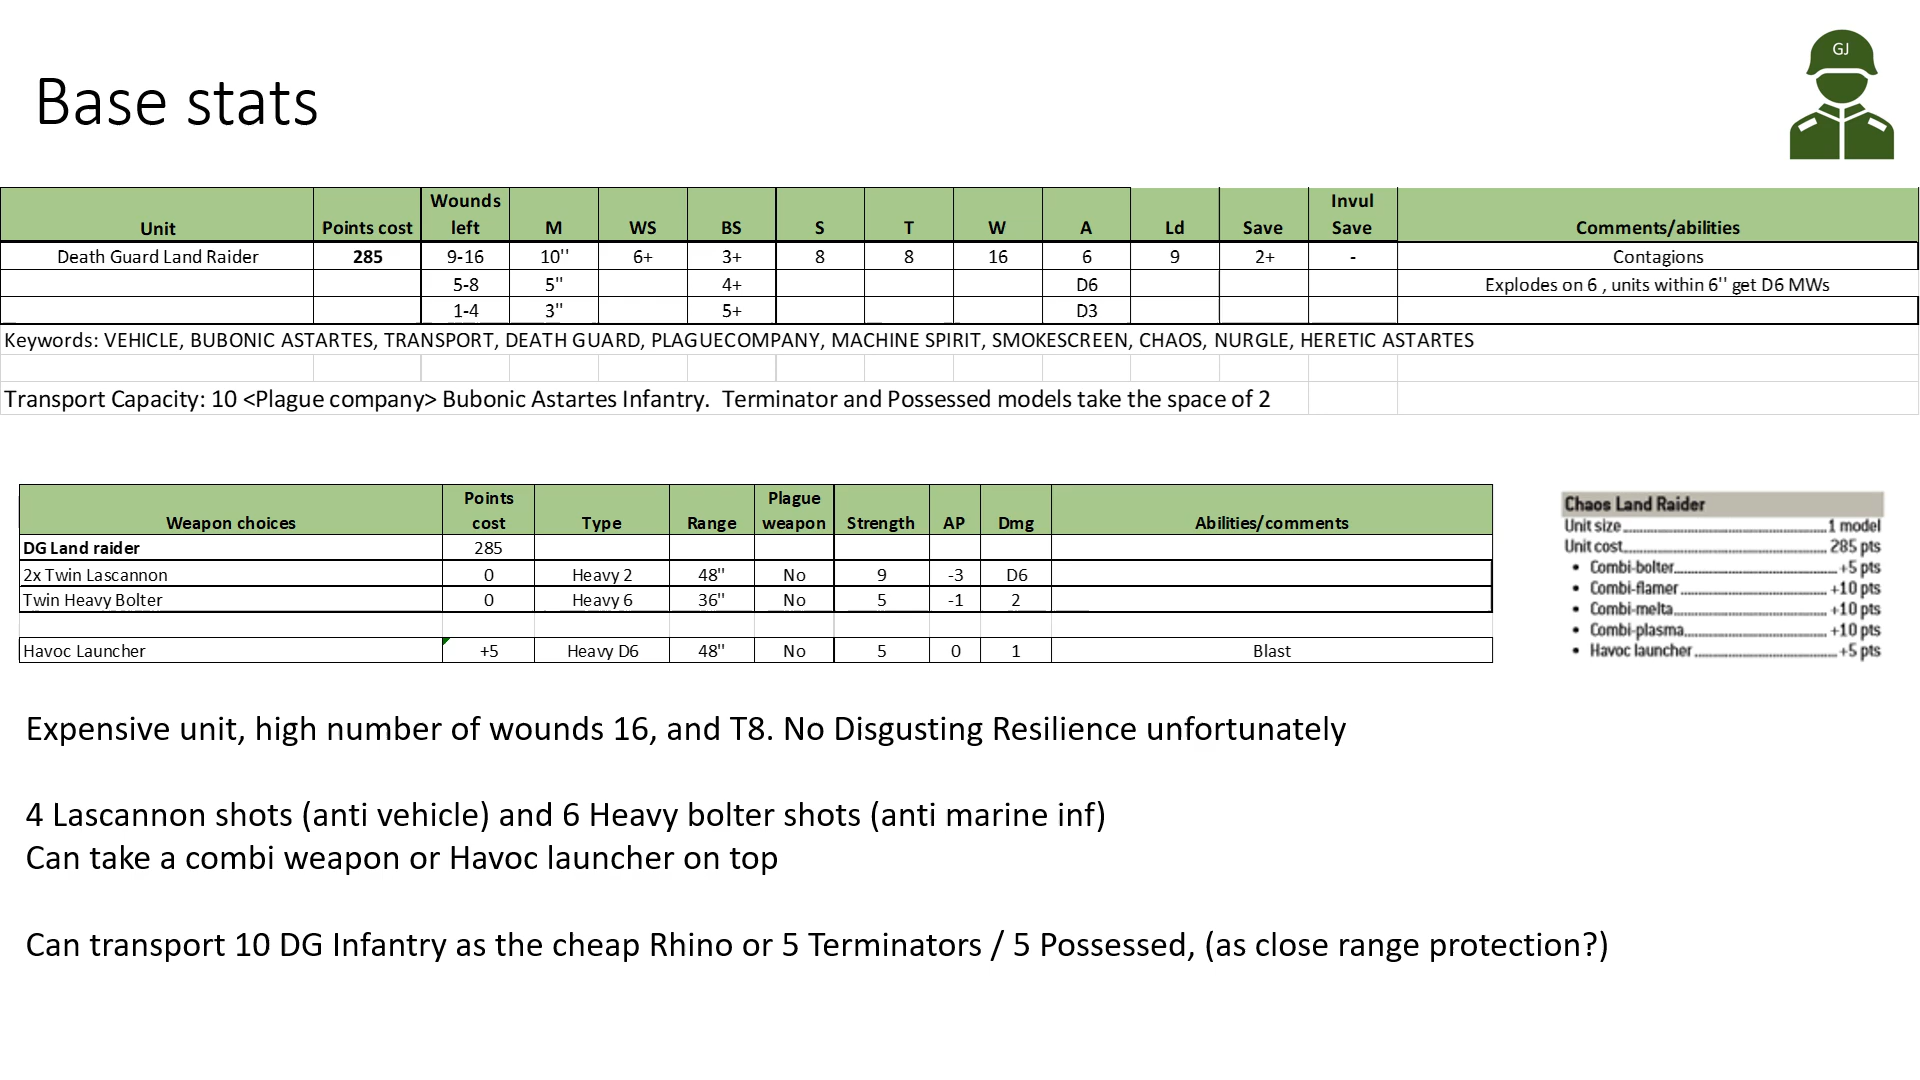 GJ
Base stats
Unit Points cost Wounds left M WS BS S T W A Ld Save Invul Save Comments/abilities
Death Guard Land Raider 285 9-16 10'' 6+ 3+ 8 8 16 6 9 2+ - Contagions
5-8 5'' 4+ D6 Explodes on 6 , units within 6'' get D6 MWs
1-4 3'' 5+ D3
Keywords: VEHICLE, BUBONIC ASTARTES, TRANSPORT, DEATH GUARD, PLAGUECOMPANY, MACHINE SPIRIT, SMOKESCREEN, CHAOS, NURGLE, HERETIC ASTARTES
Transport Capacity: 10 <Plague company> Bubonic Astartes Infantry. Terminator and Possessed models take the space of 2
Weapon choices Points cost Type Range Plague weapon Strength AP Dmg Abilities/comments
DG Land raider 285
2x Twin Lascannon 0 Heavy 2 48'' No 9 -3 D6
Twin Heavy Bolter 0 Heavy 6 36'' No 5 -1 2
Havoc Launcher +5 Heavy D6 48'' No 5 0 1 Blast
Chaos Land Raider
Unit size 1 model
Unit cost 285 pts
• Combi-bolter +5 pts
• Combi-flamer +10 pts
• Combi-melta +10 pts
• Combi-plasma +10 pts
• Havoc launcher +5 pts
Expensive unit, high number of wounds 16, and T8. No Disgusting Resilience unfortunately
4 Lascannon shots (anti vehicle) and 6 Heavy bolter shots (anti marine inf)
Can take a combi weapon or Havoc launcher on top
Can transport 10 DG Infantry as the cheap Rhino or 5 Terminators / 5 Possessed, (as close range protection?)